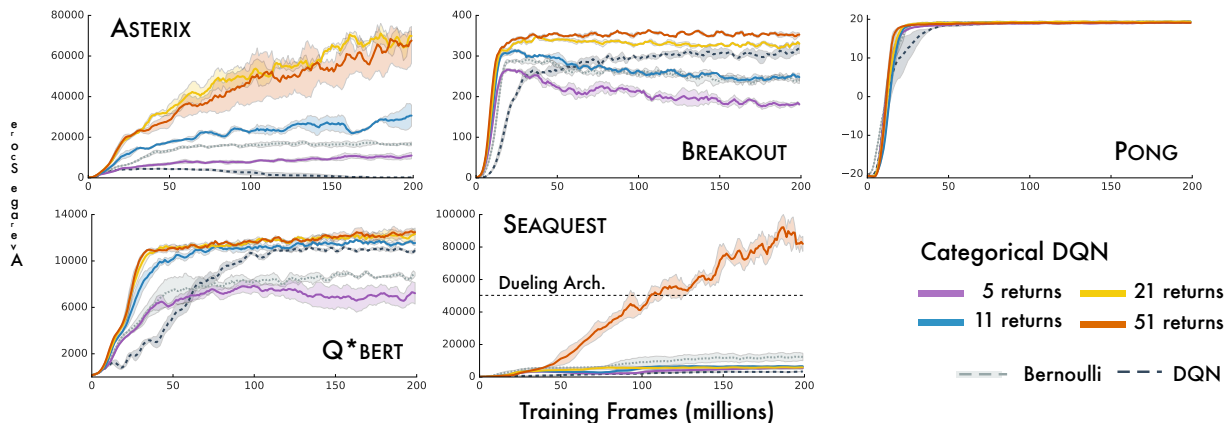 ASTERIX
80000
70000
60000
40000
20000
0
0 50 100 150 200
BREAKOUT
400
300
200
100
0
0 50 100 150 200
PONG
20
10
0
−10
−20
0 50 100 150 200
Average Score
Q*BERT
14000
10000
6000
2000
0 50 100 150 200
SEAQUEST
100000
80000
60000
40000
20000
0
Dueling Arch.
0 50 100 150 200
Training Frames (millions)
Categorical DQN
5 returns 21 returns
11 returns 51 returns
Bernoulli DQN